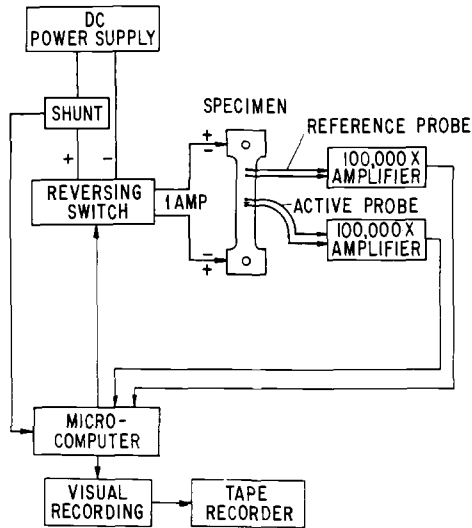 DC
POWER SUPPLY
SHUNT
+ -
REVERSING
SWITCH
1 AMP
SPECIMEN
+
-
-
+
REFERENCE PROBE
100,000 X
AMPLIFIER
ACTIVE PROBE
100,000 X
AMPLIFIER
MICRO-
COMPUTER
VISUAL
RECORDING
TAPE
RECORDER